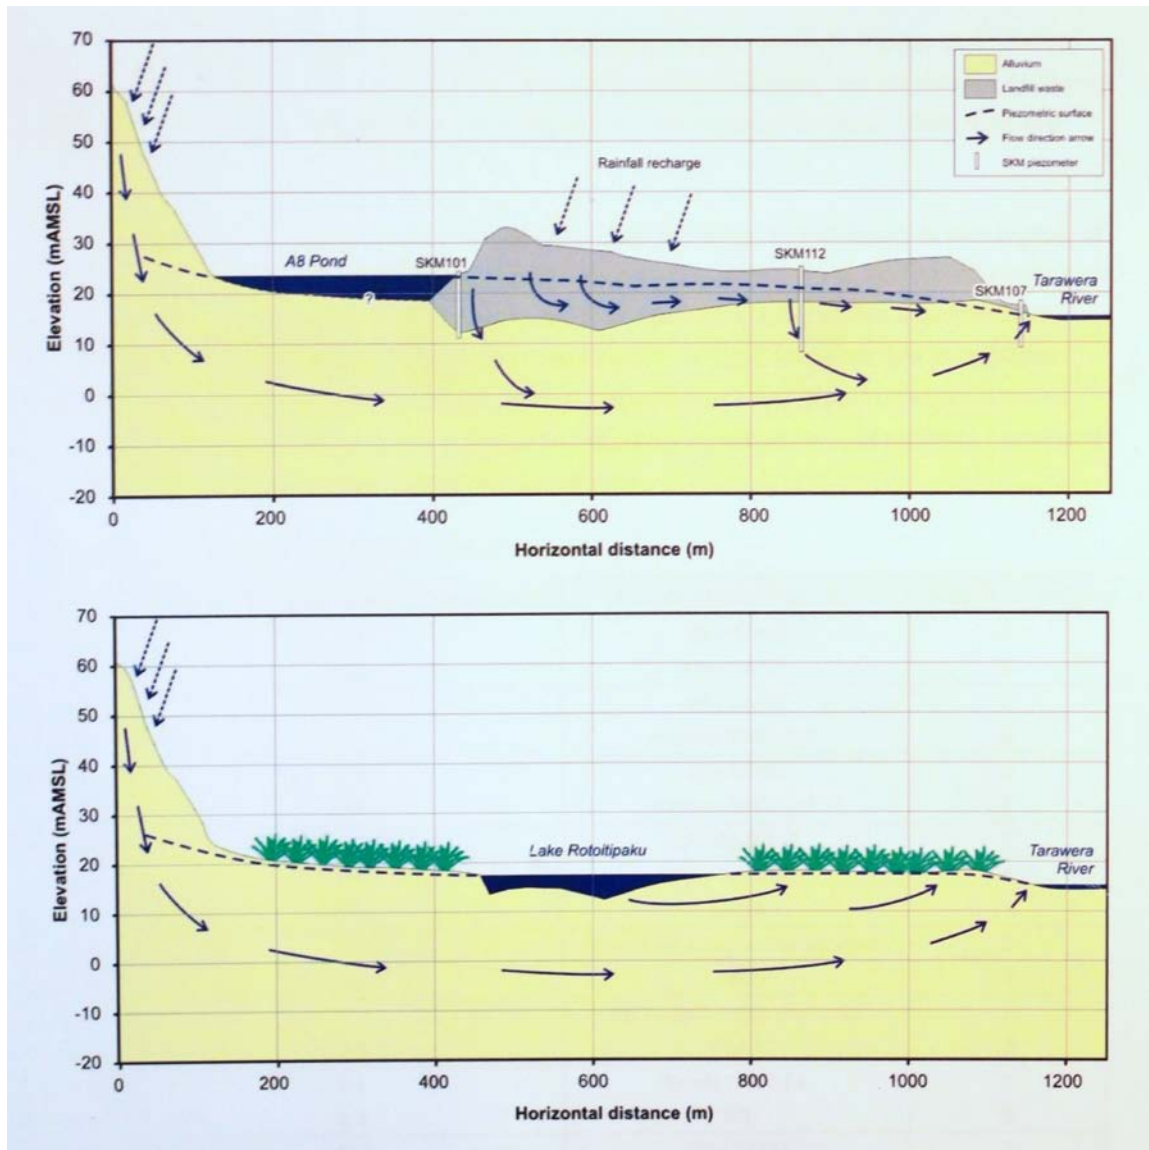 70
60
50
40
30
20
10
0
-10
-20
Elevation (mAMSL)
Alluvium
Landfill waste
Piezometric surface
Flow direction arrow
SKM piezometer
Rainfall recharge
A8 Pond
SKM101
SKM112
SKM107
Tarawera
River
?
0 200 400 600 800 1000 1200
Horizontal distance (m)
70
60
50
40
30
20
10
0
-10
-20
Elevation (mAMSL)
Lake Rotoitipaku
Tarawera
River
0 200 400 600 800 1000 1200
Horizontal distance (m)